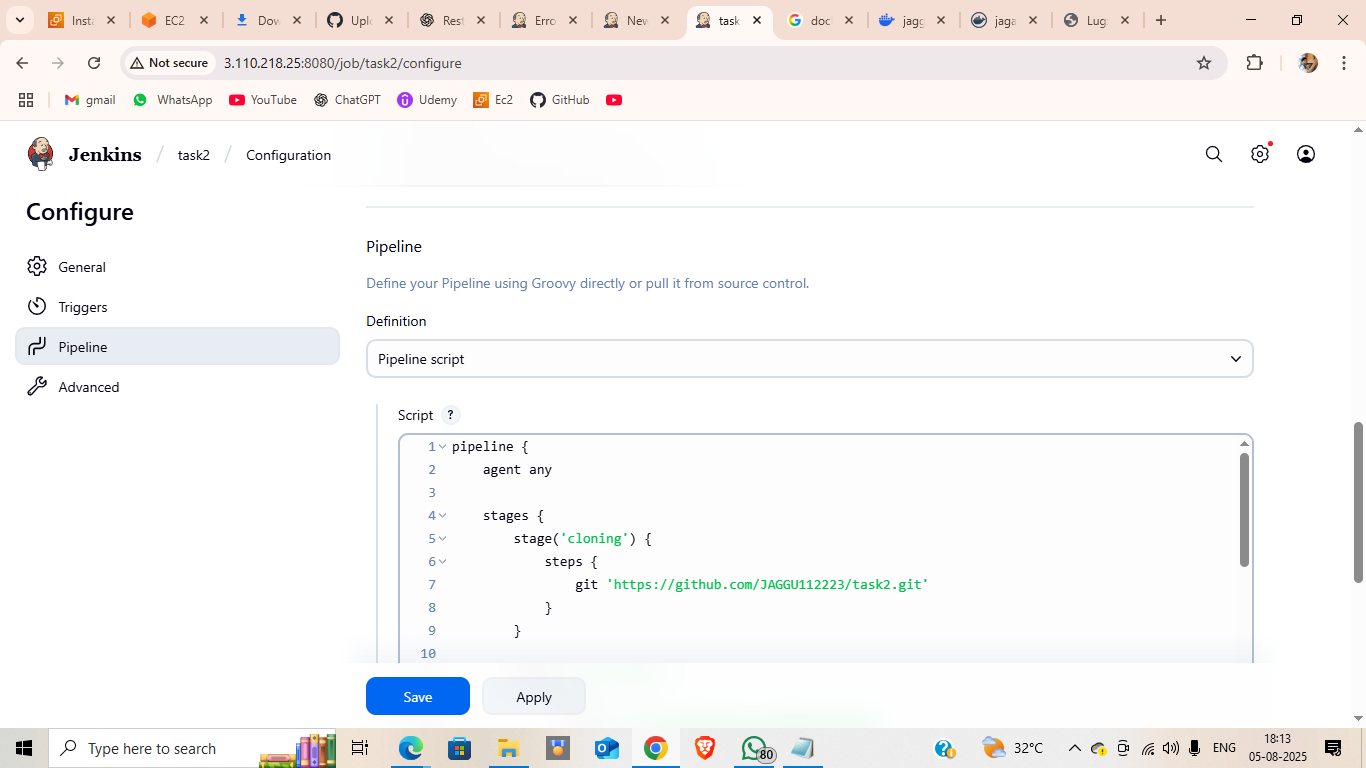 Insta
EC2
Dow
Uplo
Rest
Erro
New
task
doc
jagg
jaga
Lug
Not secure
3.110.218.25:8080/job/task2/configure
gmail
WhatsApp
YouTube
ChatGPT
Udemy
Ec2
GitHub
Jenkins / task2 / Configuration
Configure
General
Triggers
Pipeline
Advanced
Pipeline
Define your Pipeline using Groovy directly or pull it from source control.
Definition
Pipeline script
Script ?
1 pipeline {
2 agent any
3
4 stages {
5 stage('cloning') {
6 steps {
7 git 'https://github.com/JAGGU112223/task2.git'
8 }
9 }
10
Save
Apply
Type here to search
80
32°C
ENG
18:13
05-08-2025